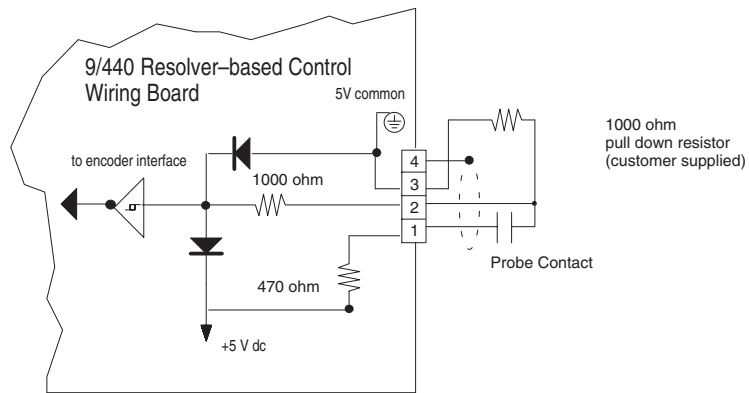 9/440 Resolver–based Control
Wiring Board
5V common
1000 ohm
pull down resistor
(customer supplied)
to encoder interface
4
1000 ohm
3
2
1
Probe Contact
470 ohm
+5 V dc